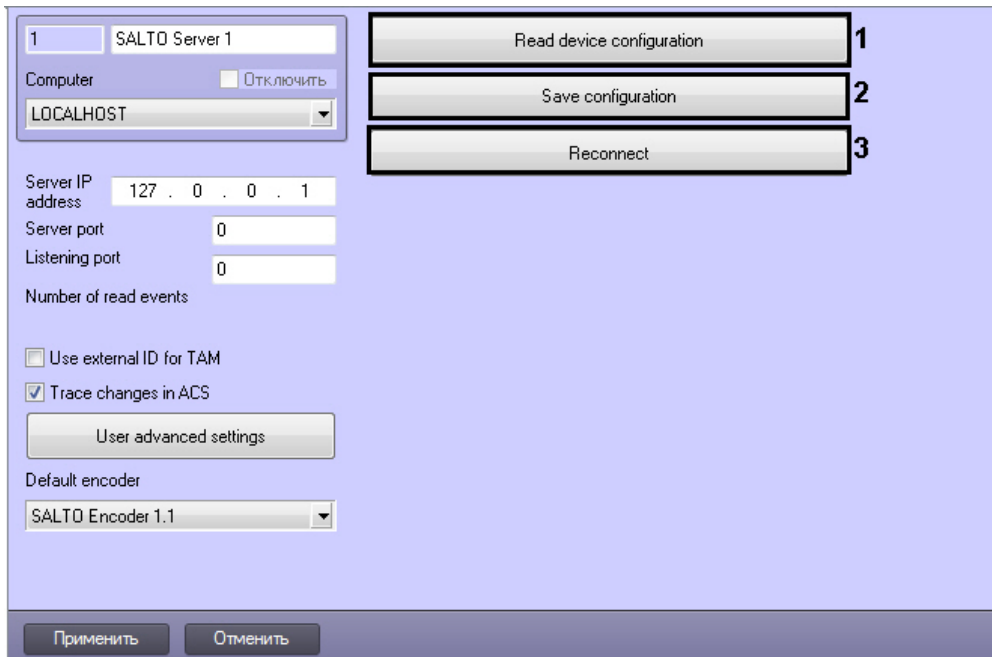 1 SALTO Server 1
Computer Отключить
LOCALHOST
Server IP
address
127 . 0 . 0 . 1
Server port 0
Listening port 0
Number of read events
Use external ID for TAM
Trace changes in ACS
User advanced settings
Default encoder
SALTO Encoder 1.1
Read device configuration 1
Save configuration 2
Reconnect 3
Применить Отменить